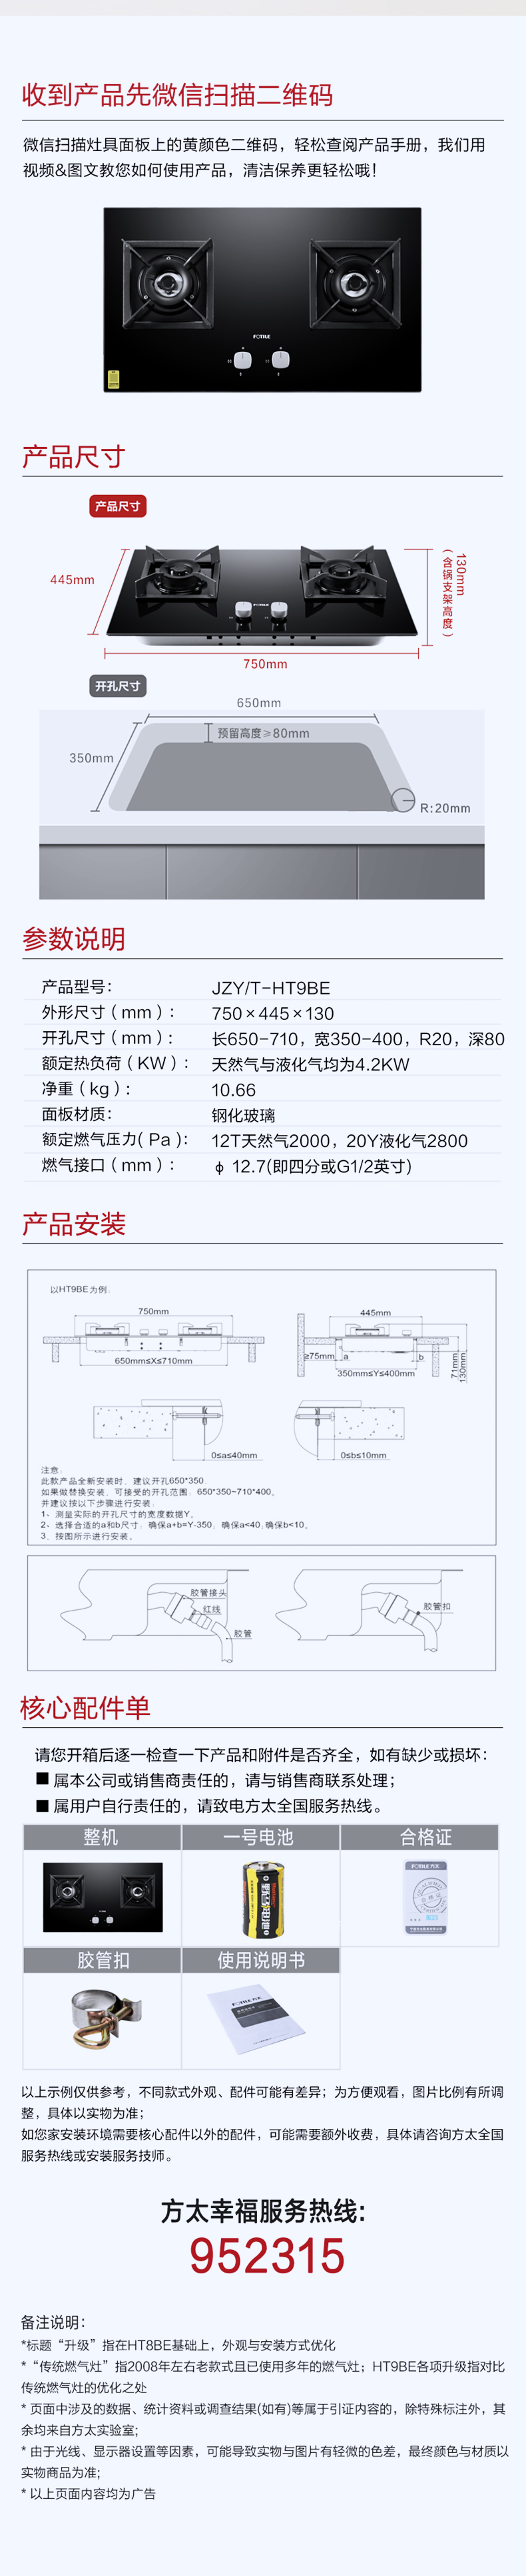 收到产品先微信扫描二维码
微信扫描灶具面板上的黄颜色二维码，轻松查阅产品手册，我们用
视频&图文教您如何使用产品，清洁保养更轻松哦！
FOTILE
产品尺寸
产品尺寸
445mm
130mm
（含锅支架高度）
FOTILE
750mm
开孔尺寸
650mm
预留高度≥80mm
350mm
R:20mm
参数说明
产品型号： JZY/T-HT9BE
外形尺寸（mm）： 750×445×130
开孔尺寸（mm）： 长650-710，宽350-400，R20，深80
额定热负荷（KW）： 天然气与液化气均为4.2KW
净重（kg）： 10.66
面板材质： 钢化玻璃
额定燃气压力( Pa )： 12T天然气2000，20Y液化气2800
燃气接口（mm）： ϕ 12.7(即四分或G1/2英寸)
产品安装
以HT9BE为例：
750mm
445mm
650mm≤X≤710mm
≥75mm a b
350mm≤Y≤400mm
71mm
130mm
0≤a≤40mm
0≤b≤10mm
注意：
此款产品全新安装时，建议开孔650*350.
如果做替换安装，可接受的开孔范围：650*350~710*400。
并建议按以下步骤进行安装.
1、测量实际的开孔尺寸的宽度数据Y。
2、选择合适的a和b尺寸，确保a+b=Y-350，确保a<40,确保b<10。
3、按图所示进行安装。
胶管接头
红线
胶管
胶管扣
核心配件单
请您开箱后逐一检查一下产品和附件是否齐全，如有缺少或损坏：
■ 属本公司或销售商责任的，请与销售商联系处理；
■ 属用户自行责任的，请致电方太全国服务热线。
整机 一号电池 合格证
FOTILE 方太
胶管扣 使用说明书
FOTILE方太
以上示例仅供参考，不同款式外观、配件可能有差异；为方便观看，图片比例有所调
整，具体以实物为准；
如您家安装环境需要核心配件以外的配件，可能需要额外收费，具体请咨询方太全国
服务热线或安装服务技师。
方太幸福服务热线:
952315
备注说明：
*标题“升级”指在HT8BE基础上，外观与安装方式优化
*“传统燃气灶”指2008年左右老款式且已使用多年的燃气灶；HT9BE各项升级指对比
传统燃气灶的优化之处
* 页面中涉及的数据、统计资料或调查结果(如有)等属于引证内容的，除特殊标注外，其
余均来自方太实验室;
* 由于光线、显示器设置等因素，可能导致实物与图片有轻微的色差，最终颜色与材质以
实物商品为准;
* 以上页面内容均为广告